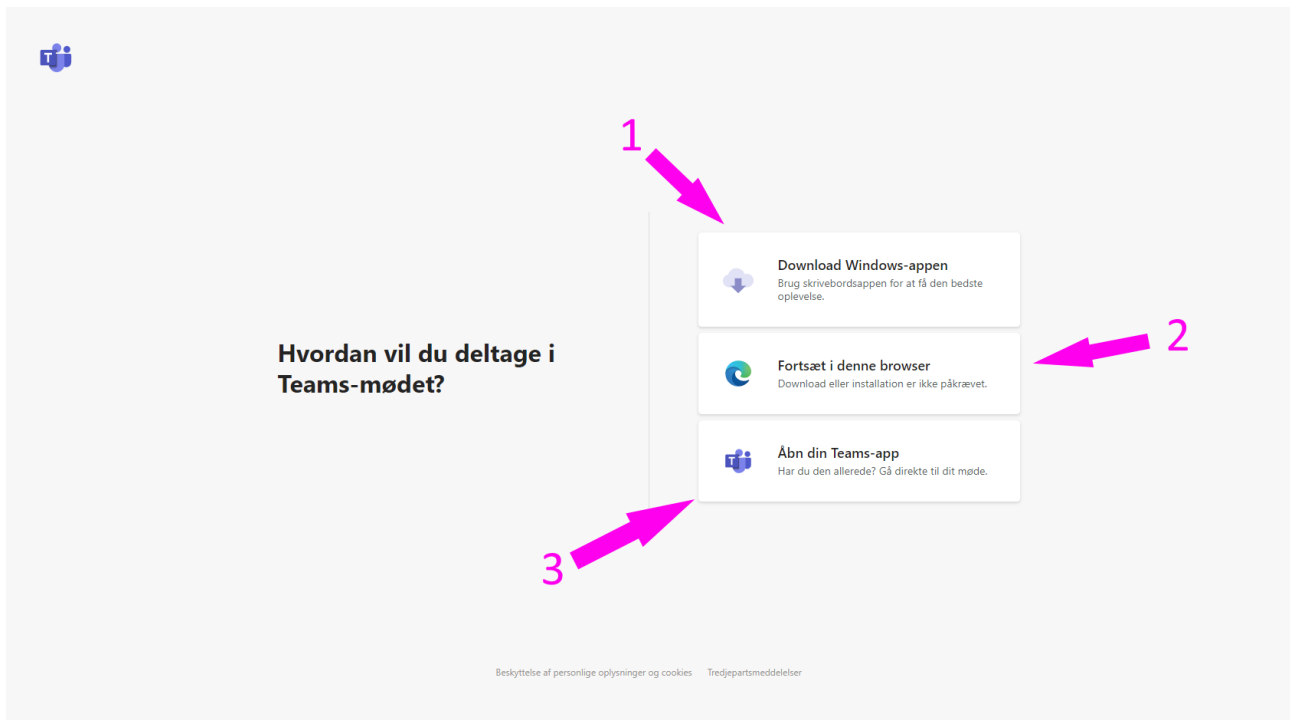 T
1
Download Windows-appen
Brug skrivebordsappen for at få den bedste
oplevelse.
2
Hvordan vil du deltage i
Teams-mødet?
Fortsæt i denne browser
Download eller installation er ikke påkrævet.
T
Åbn din Teams-app
Har du den allerede? Gå direkte til dit møde.
3
Beskyttelse af personlige oplysninger og cookies
Tredjepartsmeddelelser